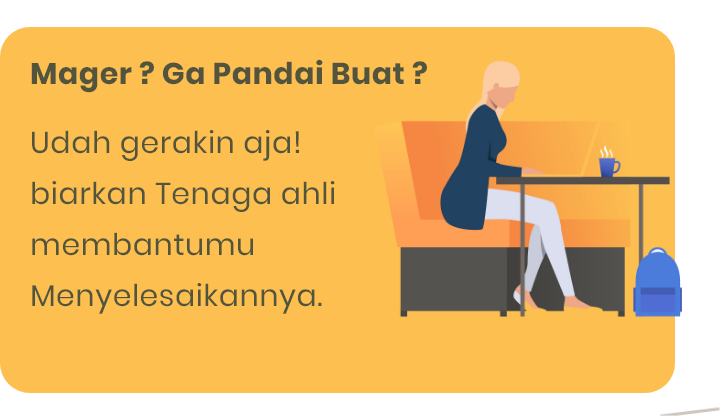 Mager ? Ga Pandai Buat ?
Udah gerakin aja!
biarkan Tenaga ahli
membantumu
Menyelesaikannya.